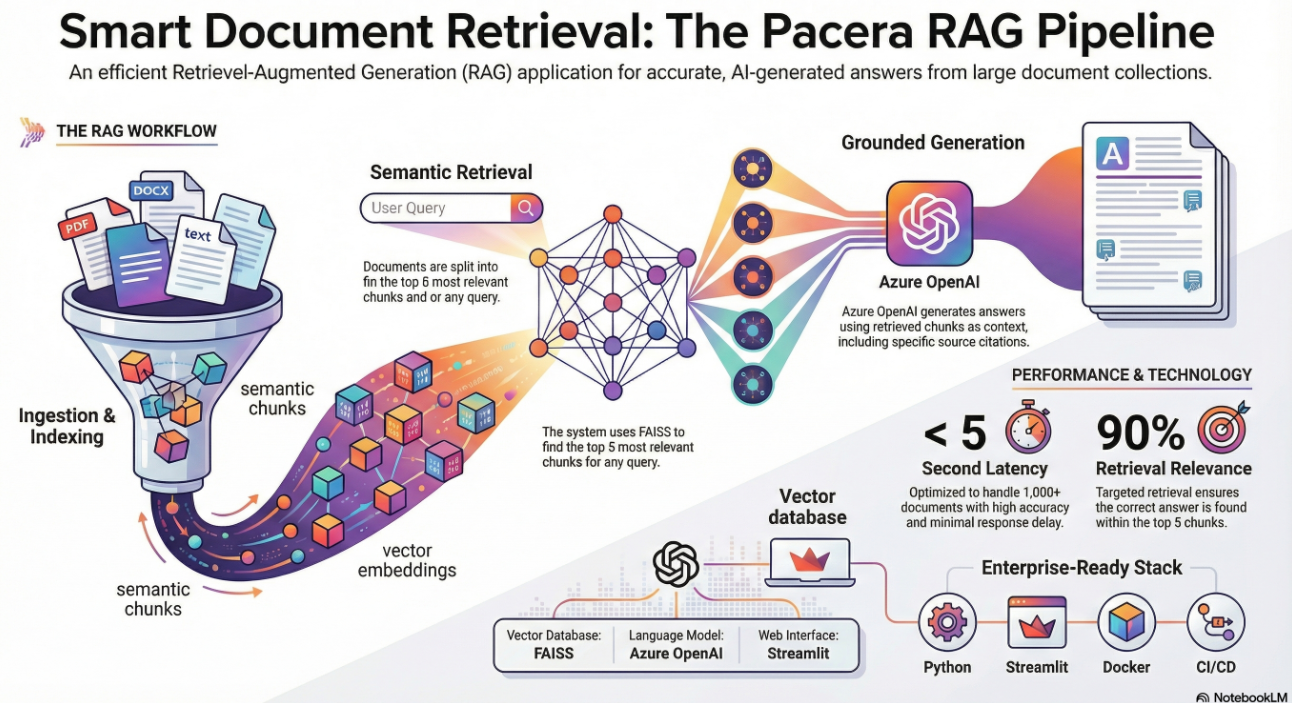 Smart Document Retrieval: The Pacera RAG Pipeline
An efficient Retrievel-Augmented Generation (RAG) application for accurate, AI-generated answers from large document collections.
THE RAG WORKFLOW
DOCX
PDF
text
Ingestion &
Indexing
semantic
chunks
semantic
chunks
vector
embeddings
Semantic Retrieval
User Query
Documents are split into
fin the top 6 most relevant
chunks and or any query.
The system uses FAISS to
find the top 5 most relevant
chunks for any query.
Grounded Generation
Azure OpenAI
Azure OpenAI generates answers
using retrieved chunks as context,
including specific source citations.
A
PERFORMANCE & TECHNOLOGY
< 5
Second Latency
Optimized to handle 1,000+
documents with high accuracy
and minimal response delay.
90%
Retrieval Relevance
Targeted retrieval ensures
the correct answer is found
within the top 5 chunks.
Vector
database
Vector Database:
FAISS
Language Model:
Azure OpenAI
Web Interface:
Streamlit
Enterprise-Ready Stack
Python
Streamlit
Docker
CI/CD
NotebookLM